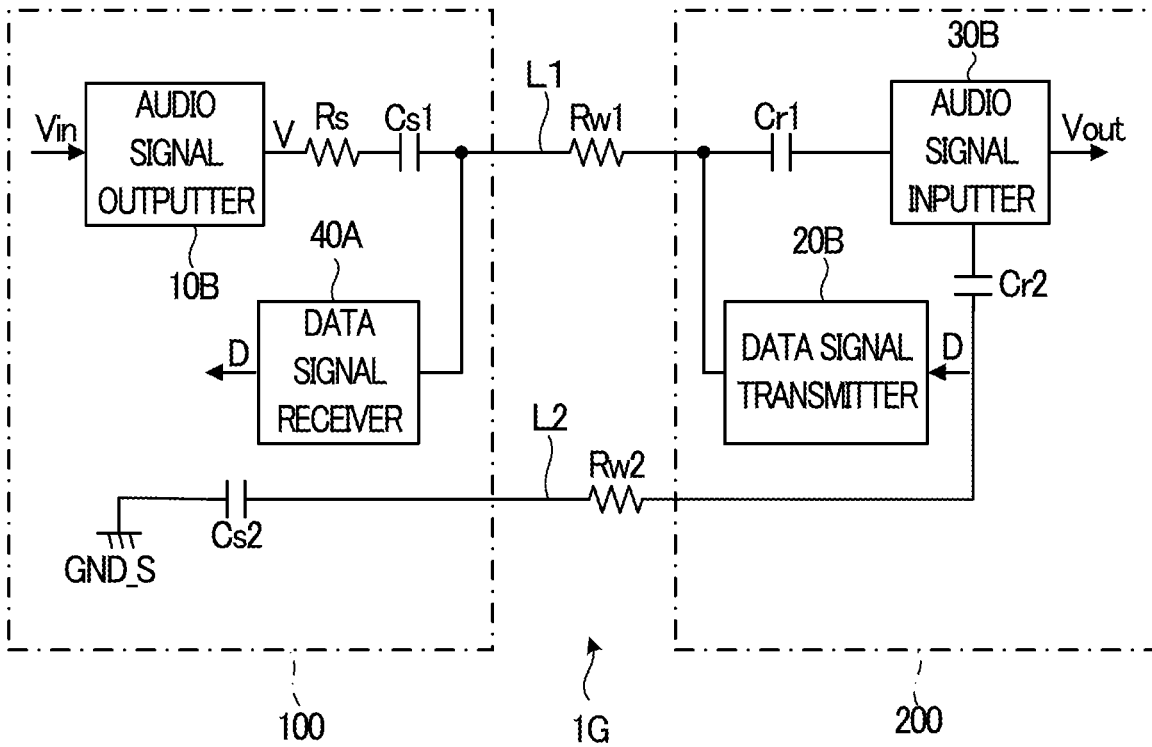 30B
L1
Vin
AUDIO
SIGNAL
OUTPUTTER
V
Rs
Cs1
Rw1
Cr1
AUDIO
SIGNAL
INPUTTER
Vout
10B
40A
20B
Cr2
D
DATA
SIGNAL
RECEIVER
DATA SIGNAL
TRANSMITTER
D
L2
Rw2
Cs2
GND_S
100
1G
200